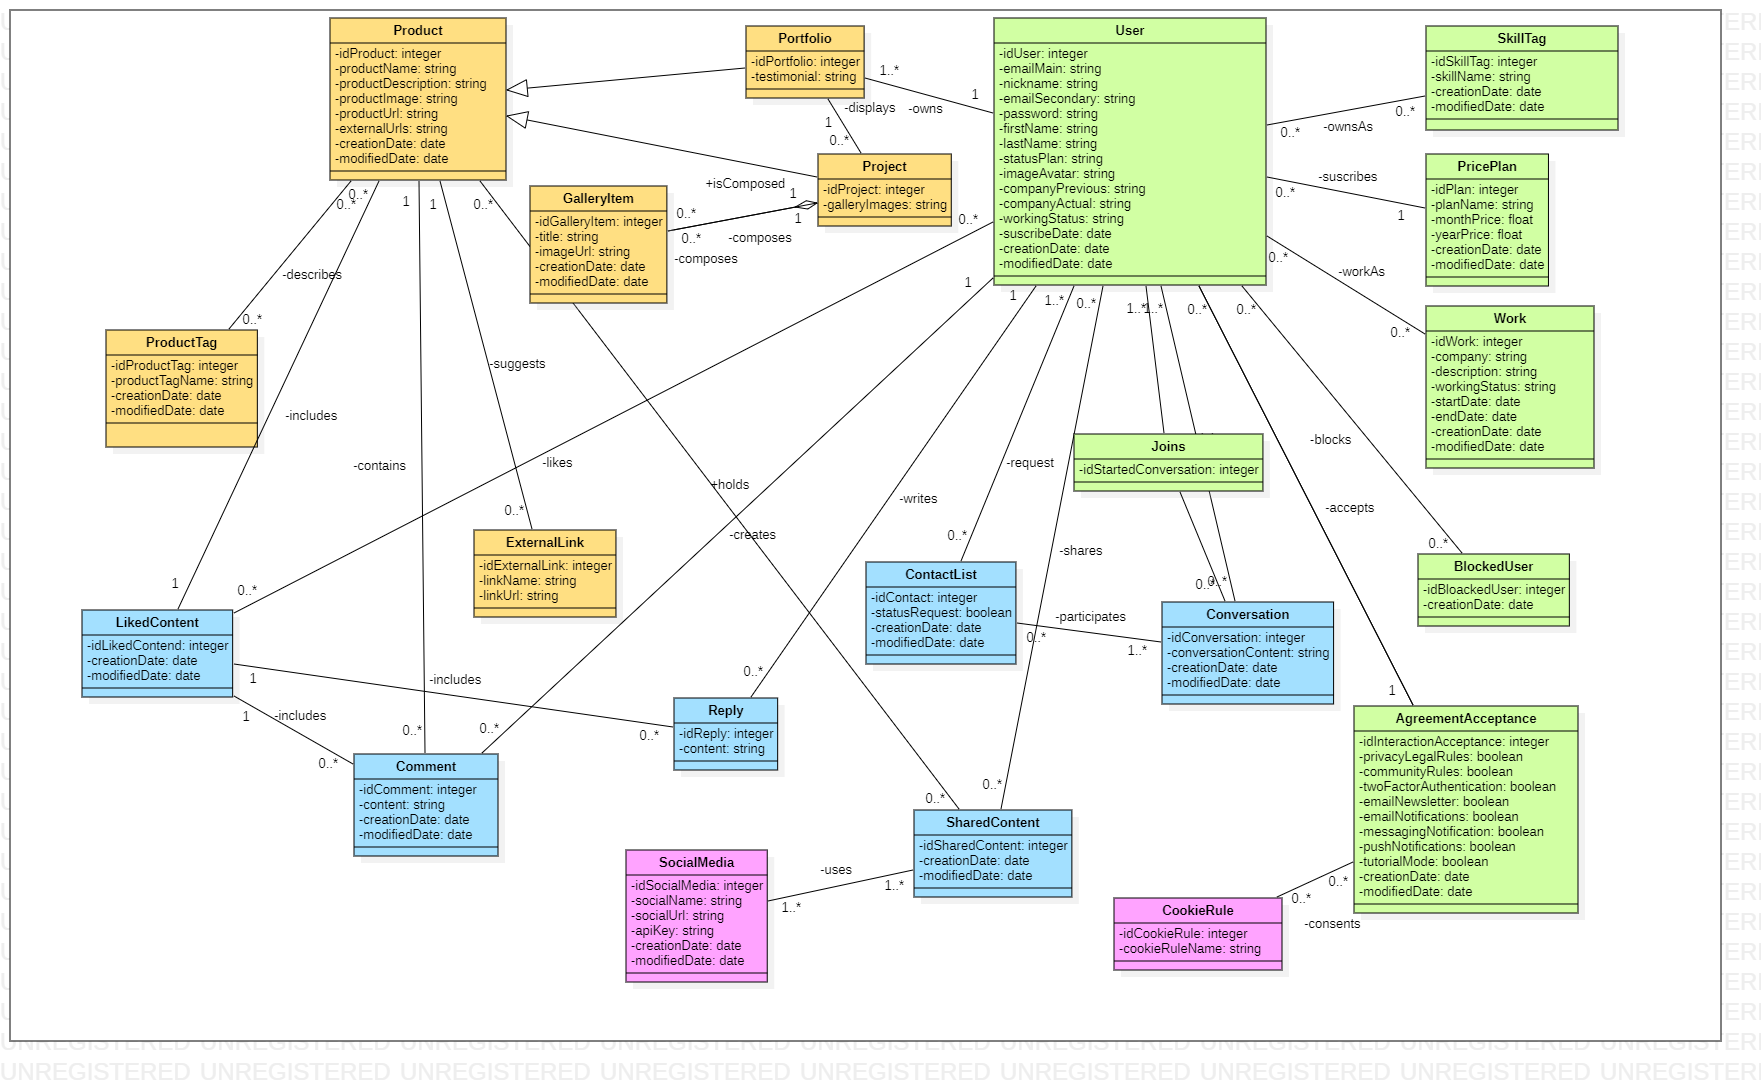 Product
-idProduct: integer
-productName: string
-productDescription: string
-productImage: string
-productUrl: string
-externalUrls: string
-creationDate: date
-modifiedDate: date
Portfolio
-idPortfolio: integer
-testimonial: string
User
-idUser: integer
-emailMain: string
-nickname: string
-emailSecondary: string
-password: string
-firstName: string
-lastName: string
-statusPlan: string
-imageAvatar: string
-companyPrevious: string
-companyActual: string
-workingStatus: string
-suscribeDate: date
-creationDate: date
-modifiedDate: date
SkillTag
-idSkillTag: integer
-skillName: string
-creationDate: date
-modifiedDate: date
1..*
-owns
1
-displays
1
0..*
0..*
-ownsAs
0..*
Project
-idProject: integer
-galleryImages: string
PricePlan
-idPlan: integer
-planName: string
-monthPrice: float
-yearPrice: float
-creationDate: date
-modifiedDate: date
-suscribes
0..*
1
GalleryItem
-idGalleryItem: integer
-title: string
-imageUrl: string
-creationDate: date
-modifiedDate: date
+isComposed
1
0..*
1
0..*
-composes
-composes
0..*
0..*
1
1
0..*
0..*
-describes
0..*
0..*
-workAs
0..*
1
1
1..*
0..*
1..*
1..*
0..*
0..*
Work
-idWork: integer
-company: string
-description: string
-workingStatus: string
-startDate: date
-endDate: date
-creationDate: date
-modifiedDate: date
ProductTag
-idProductTag: integer
-productTagName: string
-creationDate: date
-modifiedDate: date
-suggests
-includes
-contains
-likes
+holds
-writes
-request
Joins
-idStartedConversation: integer
-blocks
-accepts
0..*
-creates
0..*
-shares
0..*
ExternalLink
-idExternalLink: integer
-linkName: string
-linkUrl: string
ContactList
-idContact: integer
-statusRequest: boolean
-creationDate: date
-modifiedDate: date
BlockedUser
-idBloackedUser: integer
-creationDate: date
1
0..*
0..*
0..*
LikedContent
-idLikedContend: integer
-creationDate: date
-modifiedDate: date
-participates
0..*
1..*
Conversation
-idConversation: integer
-conversationContent: string
-creationDate: date
-modifiedDate: date
1
-includes
0..*
1
1
-includes
0..*
0..*
0..*
0..*
Reply
-idReply: integer
-content: string
Comment
-idComment: integer
-content: string
-creationDate: date
-modifiedDate: date
AgreementAcceptance
-idInteractionAcceptance: integer
-privacyLegalRules: boolean
-communityRules: boolean
-twoFactorAuthentication: boolean
-emailNewsletter: boolean
-emailNotifications: boolean
-messagingNotification: boolean
-pushNotifications: boolean
-tutorialMode: boolean
-creationDate: date
-modifiedDate: date
0..*
0..*
SharedContent
-idSharedContent: integer
-creationDate: date
-modifiedDate: date
SocialMedia
-idSocialMedia: integer
-socialName: string
-socialUrl: string
-apiKey: string
-creationDate: date
-modifiedDate: date
-uses
1..*
1..*
0..*
0..*
-consents
CookieRule
-idCookieRule: integer
-cookieRuleName: string
UNREGISTERED UNREGISTERED UNREGISTERED UNREGISTERED UNREGISTERED UNREGISTERED UNREGISTERED UNREGISTERED